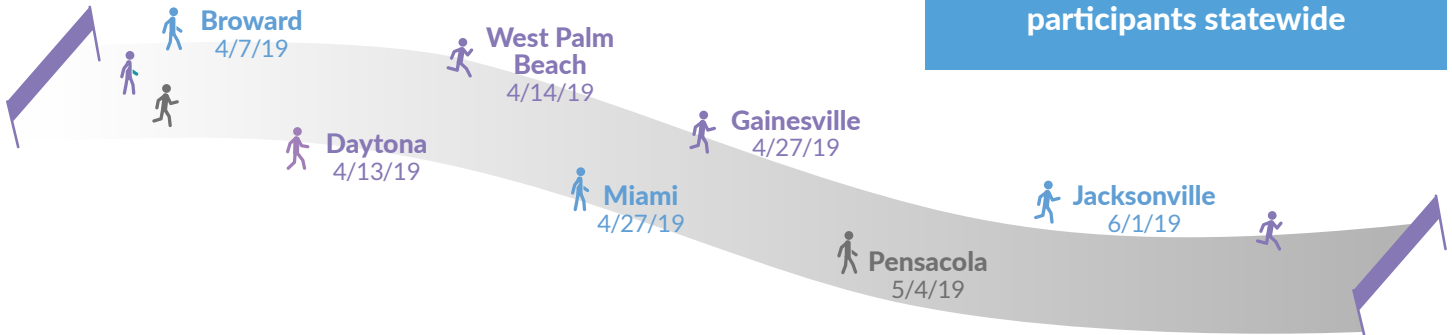 participants statewide
Broward
4/7/19
West Palm
Beach
4/14/19
Daytona
4/13/19
Gainesville
4/27/19
Miami
4/27/19
Jacksonville
6/1/19
Pensacola
5/4/19